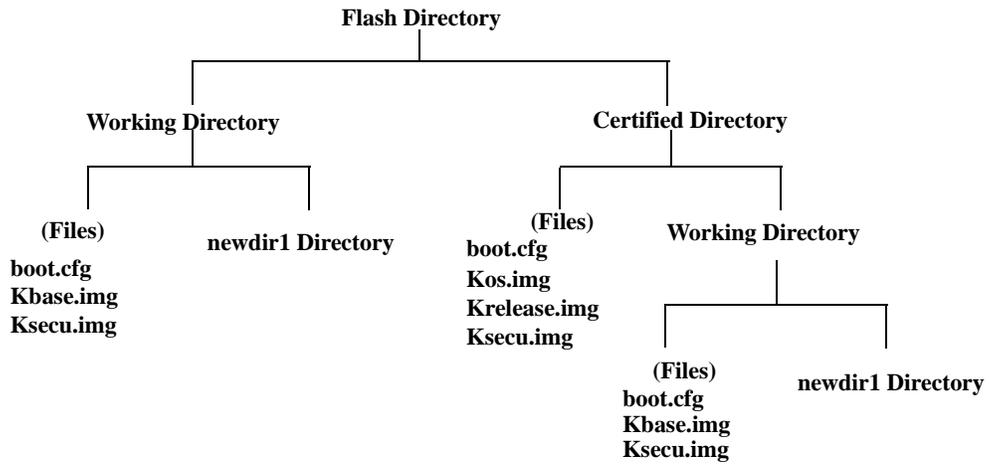 Flash Directory
Working Directory
Certified Directory
(Files)
boot.cfg
Kbase.img
Ksecu.img
newdir1 Directory
(Files)
boot.cfg
Kos.img
Krelease.img
Ksecu.img
Working Directory
(Files)
boot.cfg
Kbase.img
Ksecu.img
newdir1 Directory